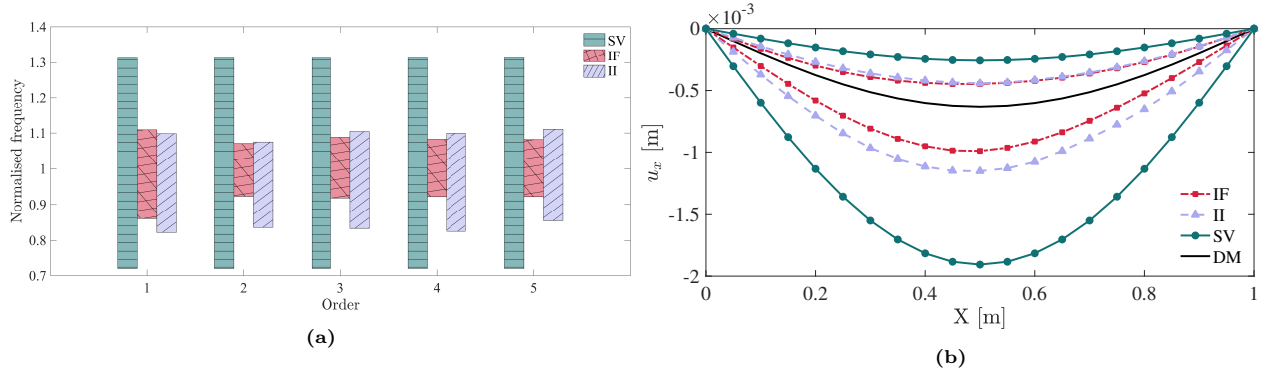 1.4
1.3
1.2
1.1
1
0.9
0.8
0.7
Normalised frequency
SV
IF
II
1 2 3 4 5
Order
(a)
×10⁻³
0
-0.5
-1
-1.5
-2
uₓ [m]
IF
II
SV
DM
0 0.2 0.4 0.6 0.8 1
X [m]
(b)